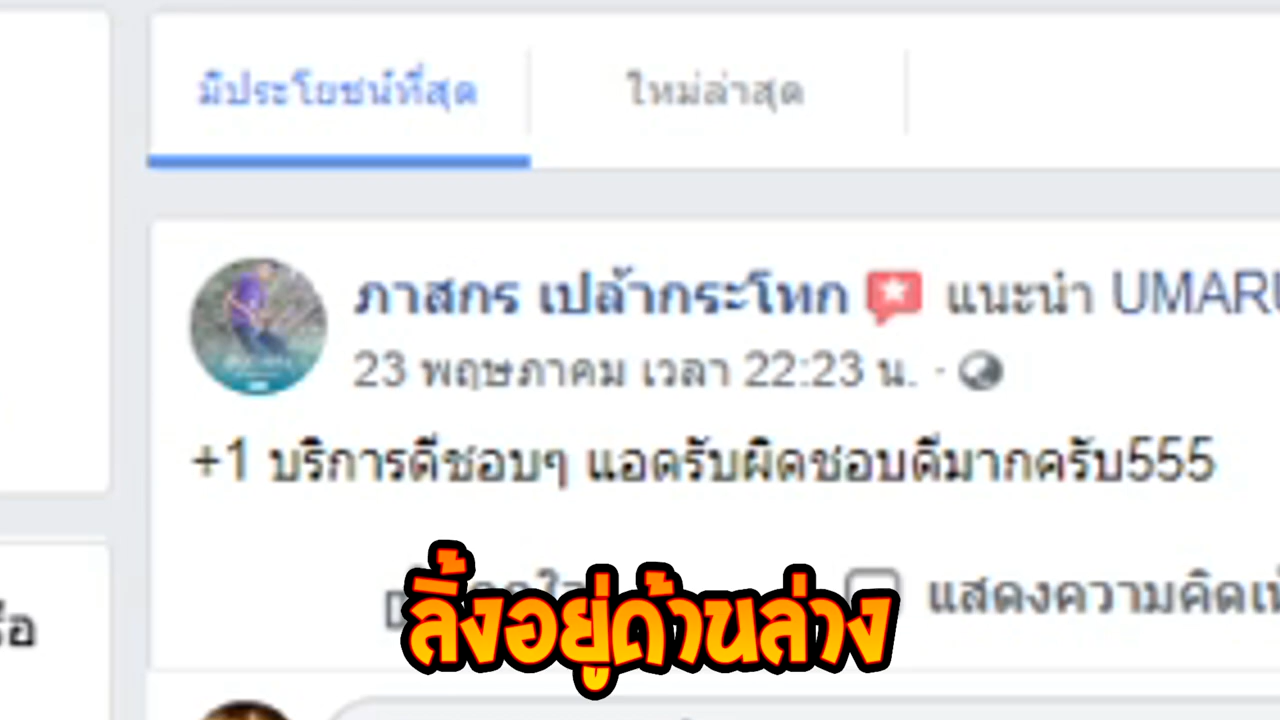 มีประโยชน์ที่สุด ใหม่ล่าสุด
ภาสกร เปล้ากระโทก แนะนำ UMAR
23 พฤษภาคม เวลา 22:23 น. ·
+1 บริการดีชอบๆ แอดรับผิดชอบดีมากครับ555
แสดงความคิดเ
ลิ้งอยู่ด้านล่าง